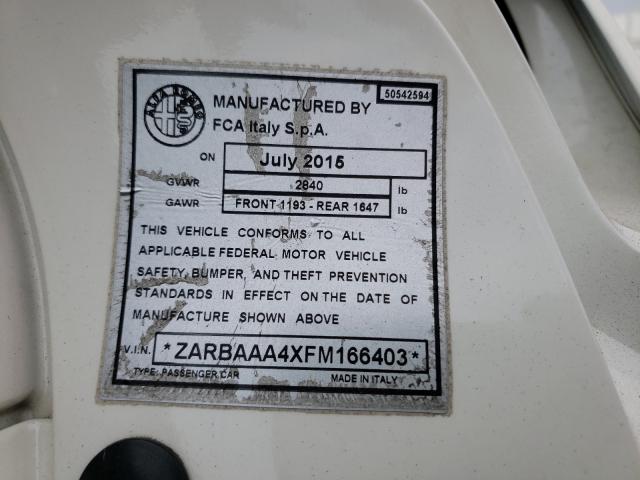 50542594
ALFA ROMEO
MANUFACTURED BY
FCA Italy S.p.A.
ON July 2015
GVWR 2840 lb
GAWR FRONT 1193 - REAR 1647 lb
THIS VEHICLE CONFORMS TO ALL
APPLICABLE FEDERAL MOTOR VEHICLE
SAFETY, BUMPER, AND THEFT PREVENTION
STANDARDS IN EFFECT ON THE DATE OF
MANUFACTURE SHOWN ABOVE
V.I.N. *ZARBAAA4XFM166403*
TYPE: PASSENGER CAR MADE IN ITALY